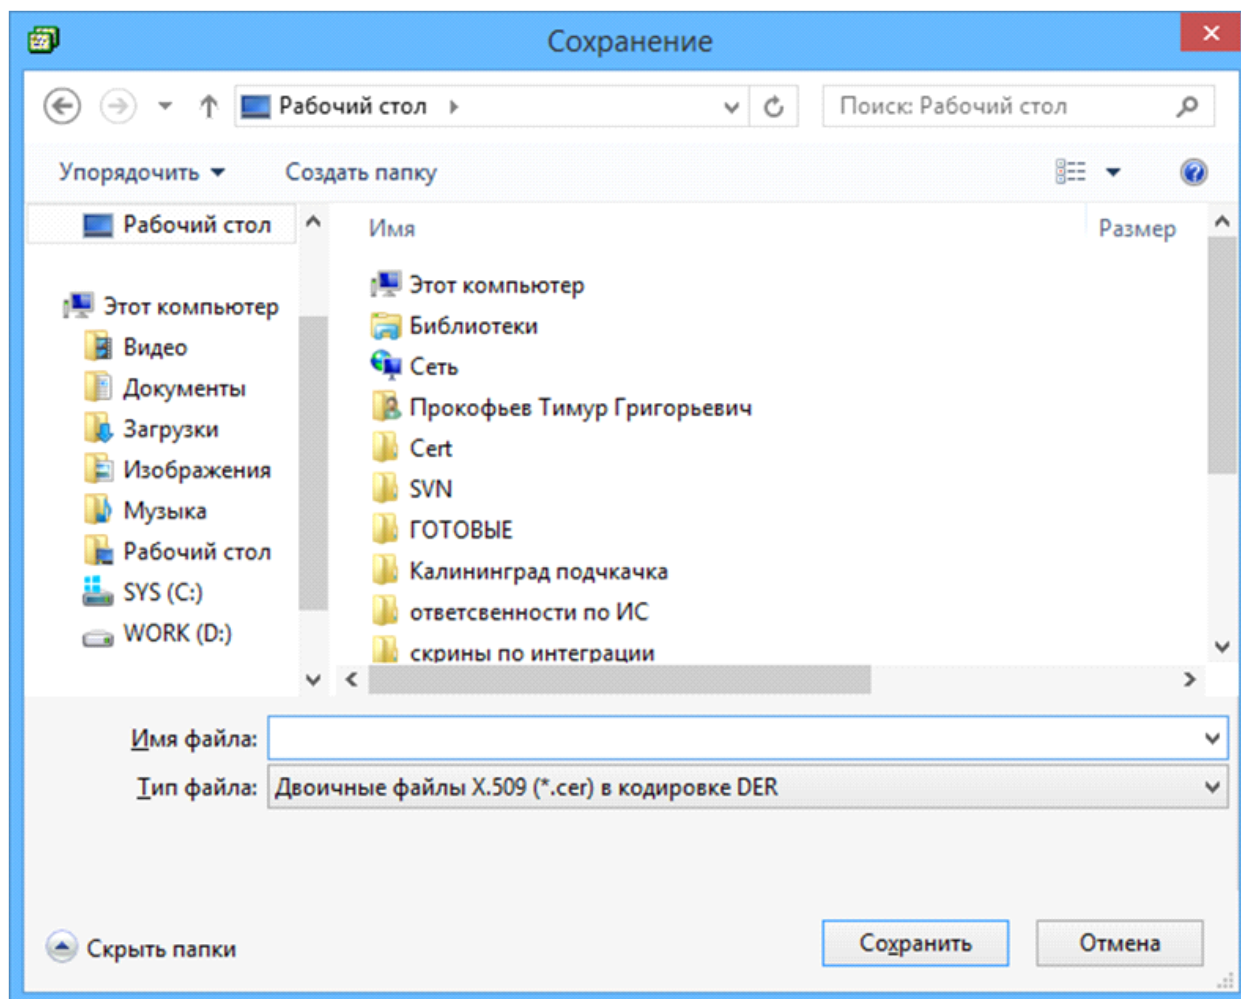 Сохранение
Рабочий стол
Поиск: Рабочий стол
Упорядочить
Создать папку
Рабочий стол
Этот компьютер
Видео
Документы
Загрузки
Изображения
Музыка
Рабочий стол
SYS (C:)
WORK (D:)
Имя
Размер
Этот компьютер
Библиотеки
Сеть
Прокофьев Тимур Григорьевич
Cert
SVN
ГОТОВЫЕ
Калининград подчкачка
ответсвенности по ИС
скрины по интеграции
Имя файла:
Тип файла: Двоичные файлы X.509 (*.cer) в кодировке DER
Скрыть папки
Сохранить
Отмена